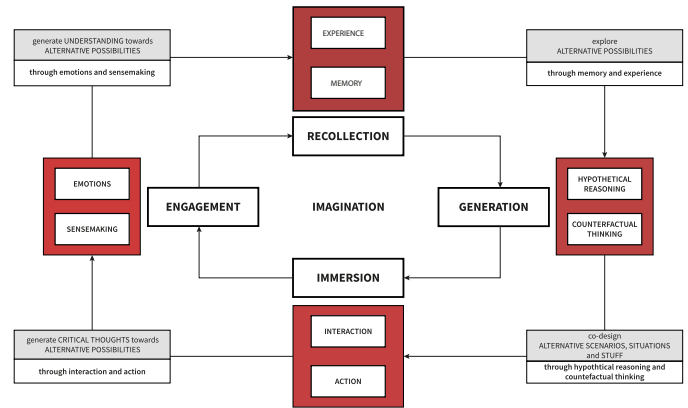 generate UNDERSTANDING towards
ALTERNATIVE POSSIBILITIES
through emotions and sensemaking
EXPERIENCE
MEMORY
explore
ALTERNATIVE POSSIBILITIES
through memory and experience
RECOLLECTION
EMOTIONS
SENSEMAKING
ENGAGEMENT
IMAGINATION
GENERATION
HYPOTHETICAL
REASONING
COUNTERFACTUAL
THINKING
IMMERSION
generate CRITICAL THOUGHTS towards
ALTERNATIVE POSSIBILITIES
through interaction and action
INTERACTION
ACTION
co-design
ALTERNATIVE SCENARIOS, SITUATIONS
and STUFF
through hypothtical reasoning and
countefactual thinking